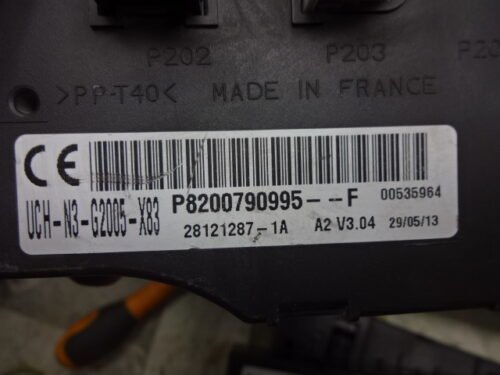 P202 P203 P20
>PP-T40< MADE IN FRANCE
CE
UCH-N3-G2005-X83 P8200790995--F 00535964
28121287-1A A2 V3.04 29/05/13